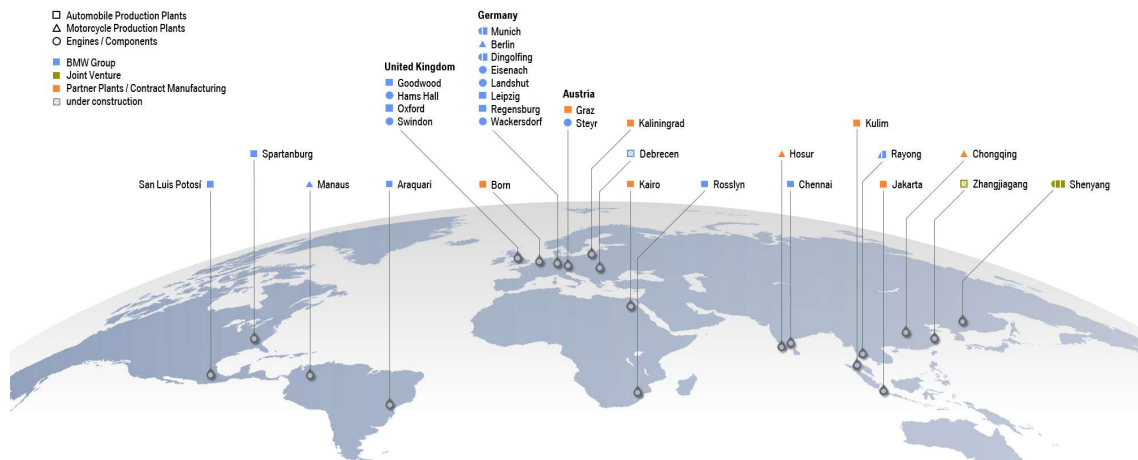 Automobile Production Plants
Motorcycle Production Plants
Engines / Components
BMW Group
Joint Venture
Partner Plants / Contract Manufacturing
under construction
Germany
Munich
Berlin
Dingolfing
Eisenach
Landshut
Leipzig
Regensburg
Wackersdorf
United Kingdom
Goodwood
Hams Hall
Oxford
Swindon
Austria
Graz
Steyr
Kaliningrad
Kulim
Spartanburg
Debrecen
Hosur
Rayong
Chongqing
San Luis Potosí
Manaus
Araquari
Born
Kairo
Rosslyn
Chennai
Jakarta
Zhangjiagang
Shenyang